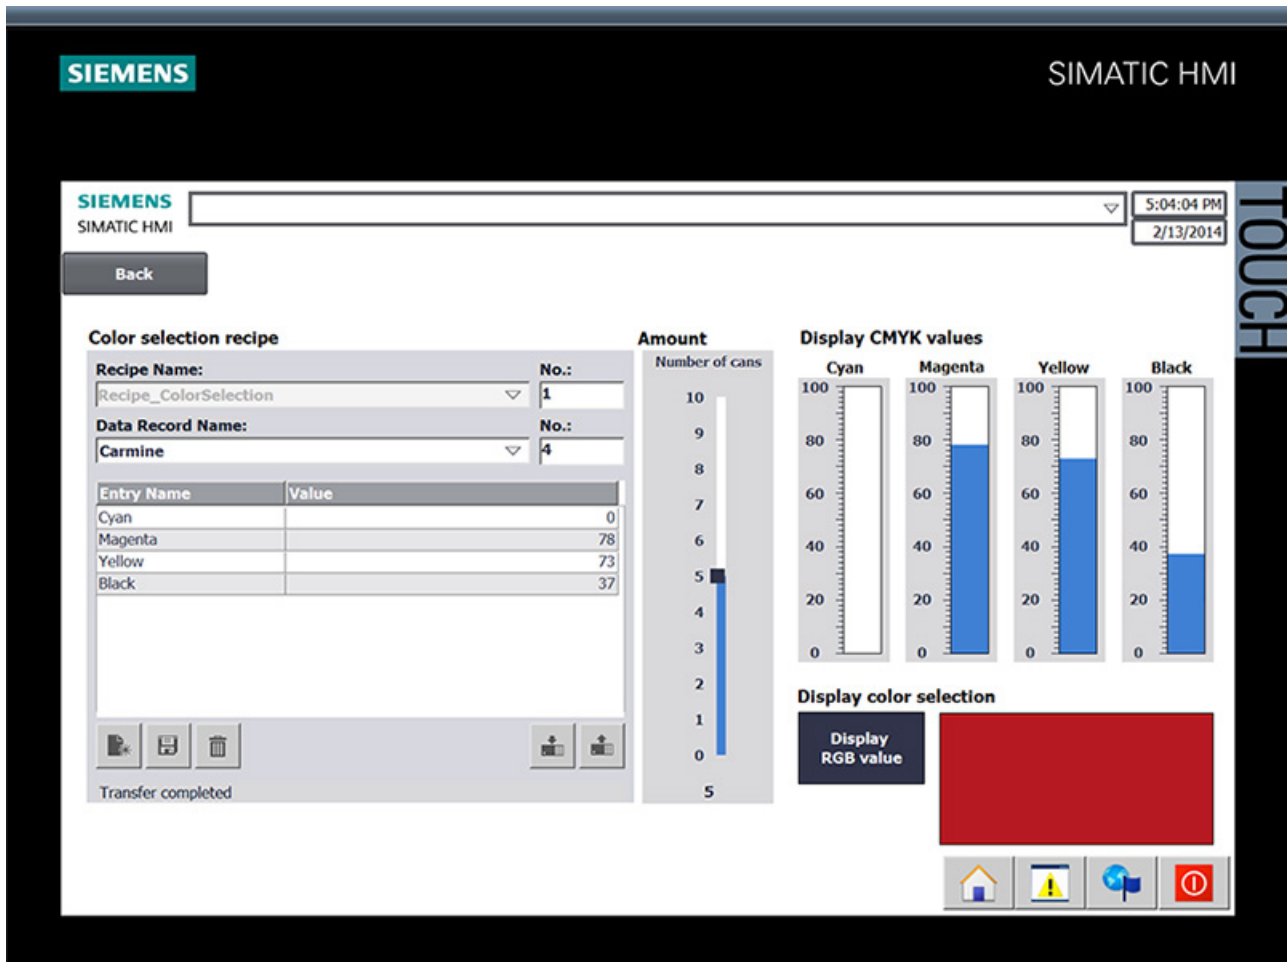 SIEMENS
SIMATIC HMI
TOUCH
SIEMENS
SIMATIC HMI
5:04:04 PM
2/13/2014
Back
Color selection recipe
Recipe Name:
No.:
Recipe_ColorSelection
1
Data Record Name:
No.:
Carmine
4
Entry Name Value
Cyan 0
Magenta 78
Yellow 73
Black 37
Transfer completed
Amount
Number of cans
10
9
8
7
6
5
4
3
2
1
0
5
Display CMYK values
Cyan Magenta Yellow Black
100 100 100 100
80 80 80 80
60 60 60 60
40 40 40 40
20 20 20 20
0 0 0 0
Display color selection
Display
RGB value